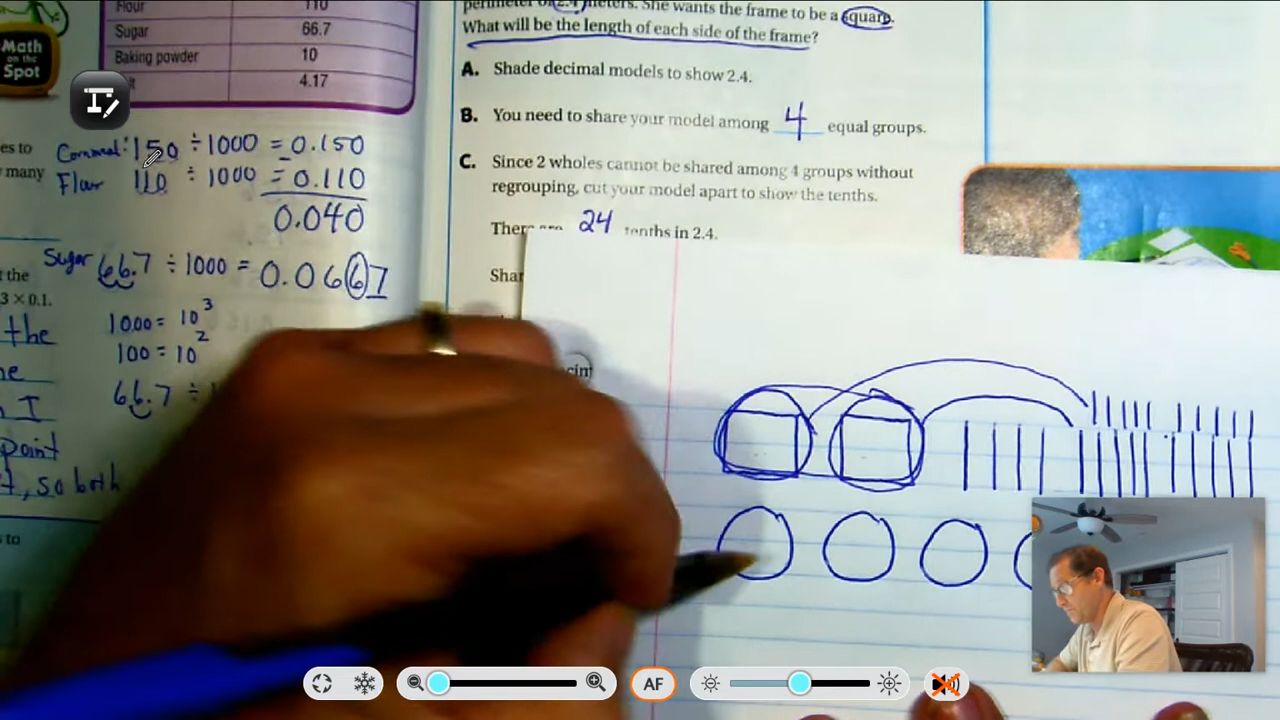 Flour 110
Sugar 66.7
Baking powder 10
4.17
Math
on the
Spot
es to
many
Cornmeal: 150 ÷ 1000 = 0.150
Flour 110 ÷ 1000 = 0.110
0.040
Sugar 66.7 ÷ 1000 = 0.0667
the
3 × 0.1.
1000 = 10³
100 = 10²
66.7 ÷
the
I
point
so both
to
perimeter of 2.4 meters. She wants the frame to be a square.
What will be the length of each side of the frame?
A. Shade decimal models to show 2.4.
B. You need to share your model among 4 equal groups.
C. Since 2 wholes cannot be shared among 4 groups without
regrouping, cut your model apart to show the tenths.
There are 24 tenths in 2.4.
Shar
AF